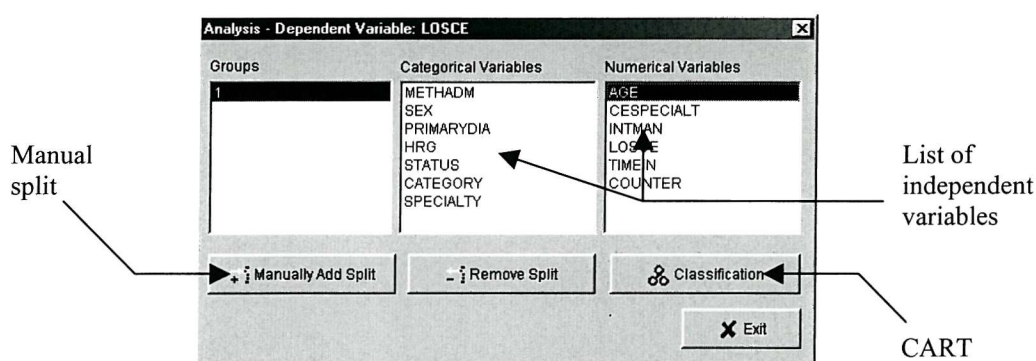 Analysis - Dependent Variable: LOSCE
Groups
1
Categorical Variables
METHADM
SEX
PRIMARYDIA
HRG
STATUS
CATEGORY
SPECIALTY
Numerical Variables
AGE
CESPECIALT
INTMAN
TIMEIN
COUNTER
Manually Add Split
Remove Split
Classification
Exit
Manual
split
List of
independent
variables
CART